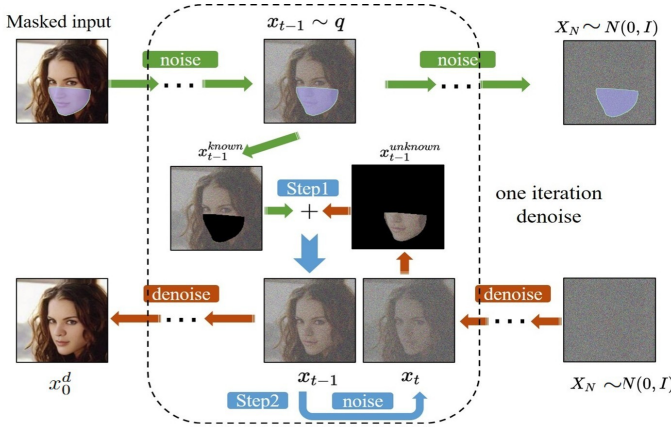 Masked input
x_{t-1} ∼ q
X_N ∼ N(0, I)
noise
noise
x_{t-1}^{known}
x_{t-1}^{unknown}
Step1
+
one iteration
denoise
denoise
denoise
x_0^d
x_{t-1}
x_t
X_N ∼N(0, I)
Step2
noise